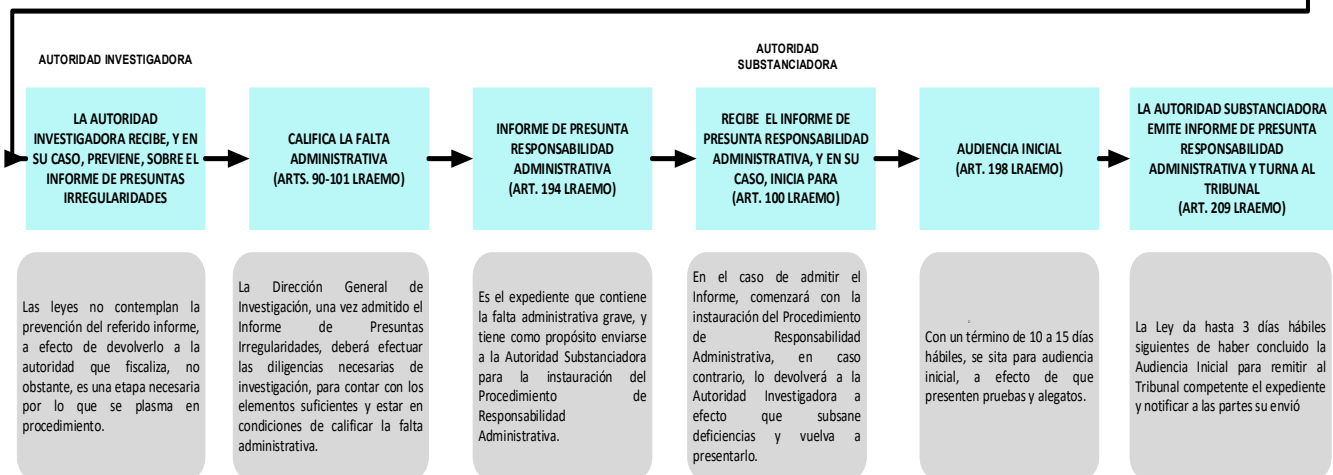 AUTORIDAD INVESTIGADORA
AUTORIDAD
SUBSTANCIADORA
LA AUTORIDAD
INVESTIGADORA RECIBE, Y EN
SU CASO, PREVIENE, SOBRE EL
INFORME DE PRESUNTAS
IRREGULARIDADES
CALIFICA LA FALTA
ADMINISTRATIVA
(ARTS. 90-101 LRAEMO)
INFORME DE PRESUNTA
RESPONSABILIDAD
ADMINISTRATIVA
(ART. 194 LRAEMO)
RECIBE EL INFORME DE
PRESUNTA RESPONSABILIDAD
ADMINISTRATIVA, Y EN SU
CASO, INICIA PARA
(ART. 100 LRAEMO)
AUDIENCIA INICIAL
(ART. 198 LRAEMO)
LA AUTORIDAD SUBSTANCIADORA
EMITE INFORME DE PRESUNTA
RESPONSABILIDAD
ADMINISTRATIVA Y TURNA AL
TRIBUNAL
(ART. 209 LRAEMO)
Las leyes no contemplan la
prevención del referido informe,
a efecto de devolverlo a la
autoridad que fiscaliza, no
obstante, es una etapa necesaria
por lo que se plasma en
procedimiento.
La Dirección General de
Investigación, una vez admitido el
Informe de Presuntas
Irregularidades, deberá efectuar
las diligencias necesarias de
investigación, para contar con los
elementos suficientes y estar en
condiciones de calificar la falta
administrativa.
Es el expediente que contiene
la falta administrativa grave, y
tiene como propósito enviarse
a la Autoridad Substanciadora
para la instauración del
Procedimiento de
Responsabilidad
Administrativa.
En el caso de admitir el
Informe, comenzará con la
instauración del Procedimiento
de Responsabilidad
Administrativa, en caso
contrario, lo devolverá a la
Autoridad Investigadora a
efecto que subsane
deficiencias y vuelva a
presentarlo.
Con un término de 10 a 15 días
hábiles, se sita para audiencia
inicial, a efecto de que
presenten pruebas y alegatos.
La Ley da hasta 3 días hábiles
siguientes de haber concluido la
Audiencia Inicial para remitir al
Tribunal competente el expediente
y notificar a las partes su envió